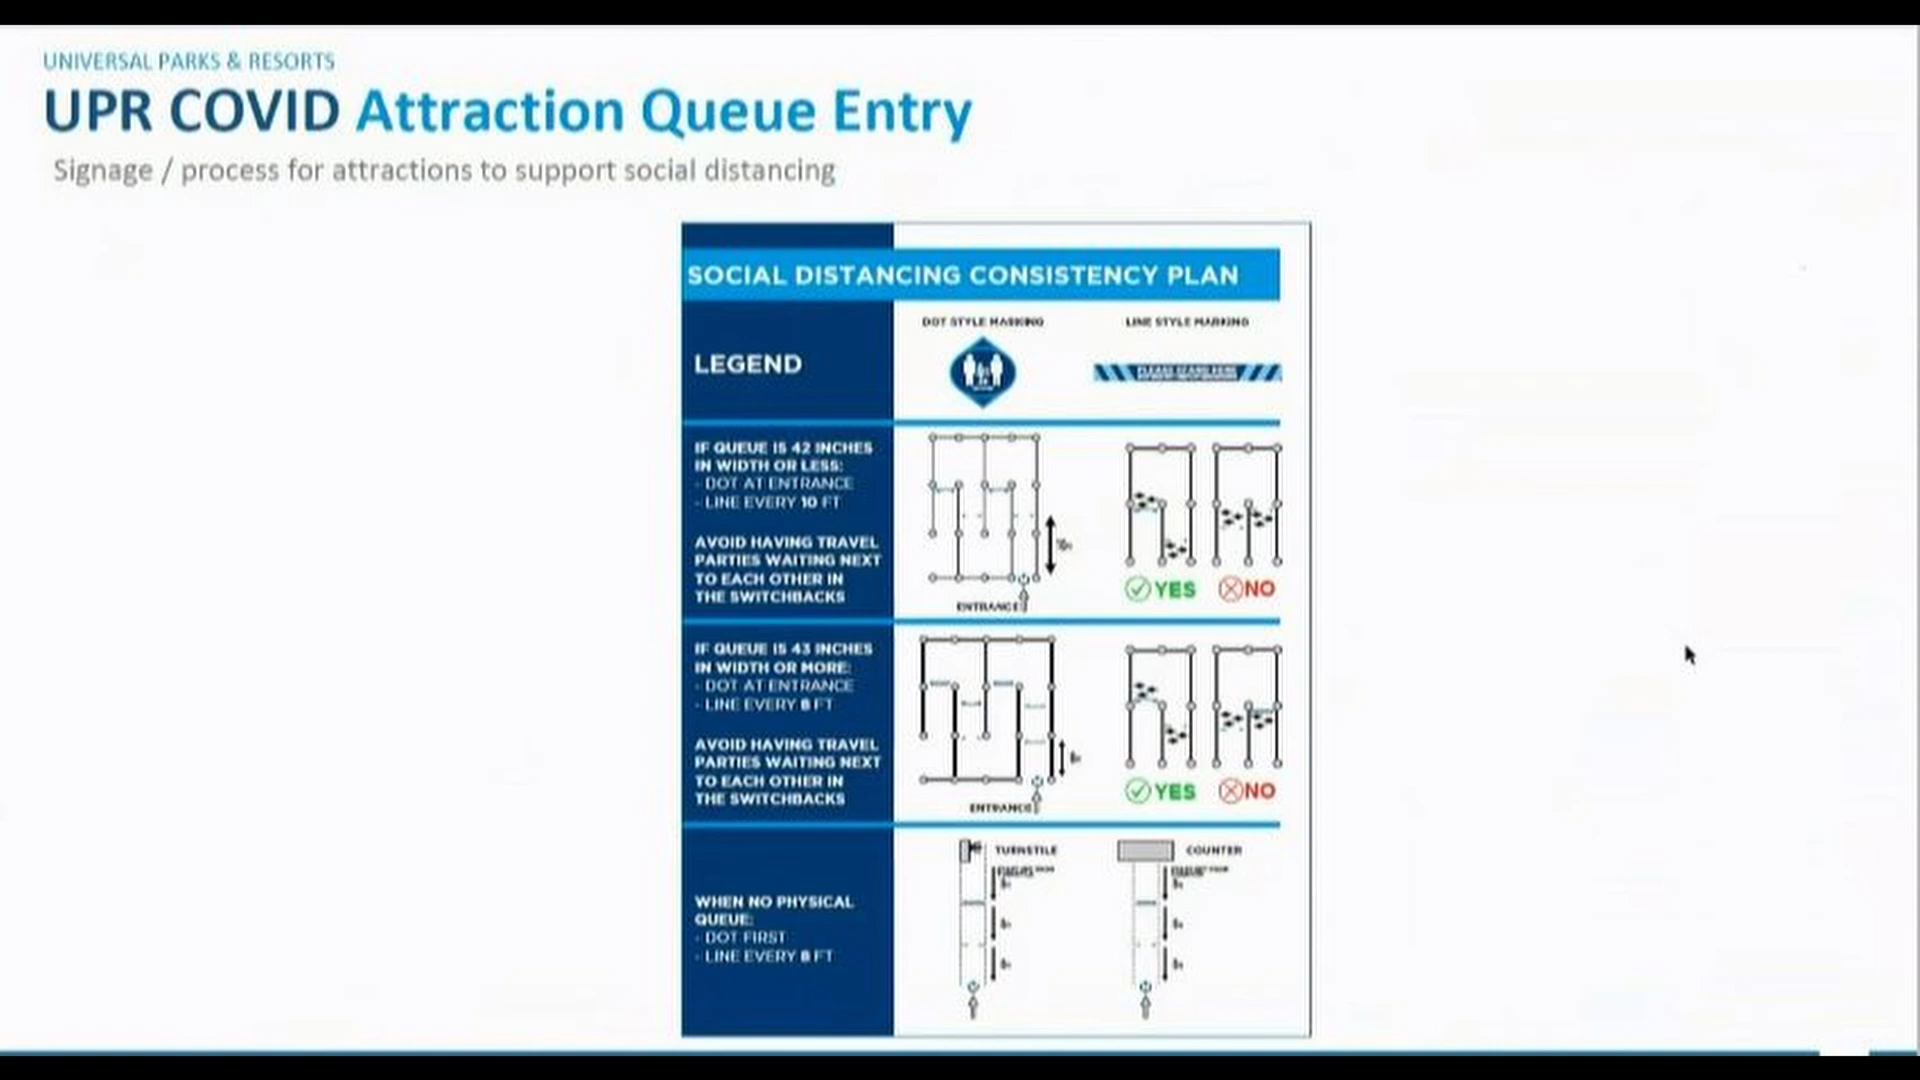 UNIVERSAL PARKS & RESORTS
UPR COVID Attraction Queue Entry
Signage / process for attractions to support social distancing
SOCIAL DISTANCING CONSISTENCY PLAN
LEGEND
DOT STYLE MARKING
LINE STYLE MARKING
IF QUEUE IS 42 INCHES
IN WIDTH OR LESS:
- DOT AT ENTRANCE
- LINE EVERY 10 FT
AVOID HAVING TRAVEL
PARTIES WAITING NEXT
TO EACH OTHER IN
THE SWITCHBACKS
ENTRANCE
YES
NO
IF QUEUE IS 43 INCHES
IN WIDTH OR MORE:
- DOT AT ENTRANCE
- LINE EVERY 8 FT
AVOID HAVING TRAVEL
PARTIES WAITING NEXT
TO EACH OTHER IN
THE SWITCHBACKS
ENTRANCE
YES
NO
WHEN NO PHYSICAL
QUEUE:
- DOT FIRST
- LINE EVERY 8 FT
TURNSTILE
COUNTER